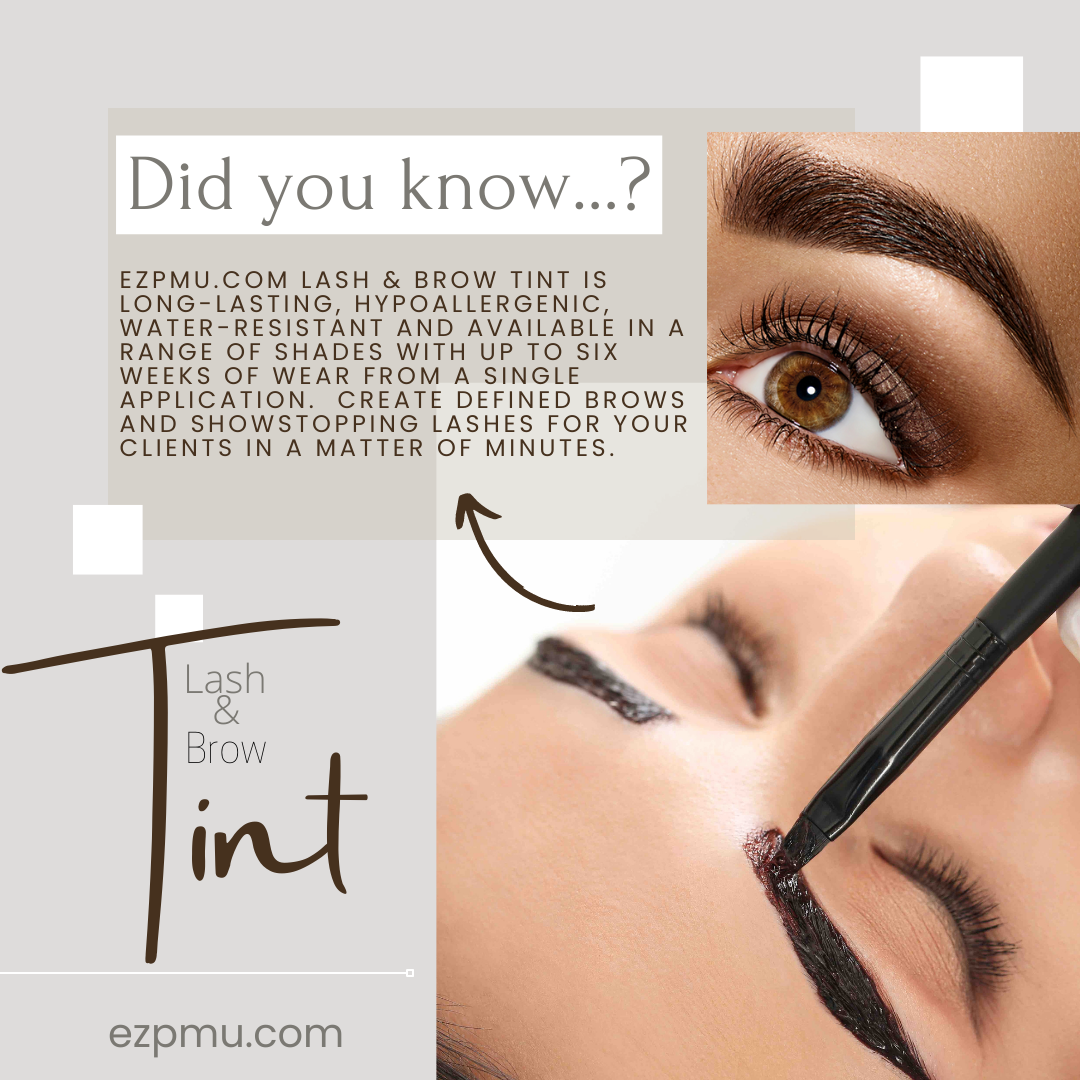 Did you know...?
EZPMU.COM LASH & BROW TINT IS
LONG-LASTING, HYPOALLERGENIC,
WATER-RESISTANT AND AVAILABLE IN A
RANGE OF SHADES WITH UP TO SIX
WEEKS OF WEAR FROM A SINGLE
APPLICATION.  CREATE DEFINED BROWS
AND SHOWSTOPPING LASHES FOR YOUR
CLIENTS IN A MATTER OF MINUTES.
Lash
&
Brow
Tint
ezpmu.com